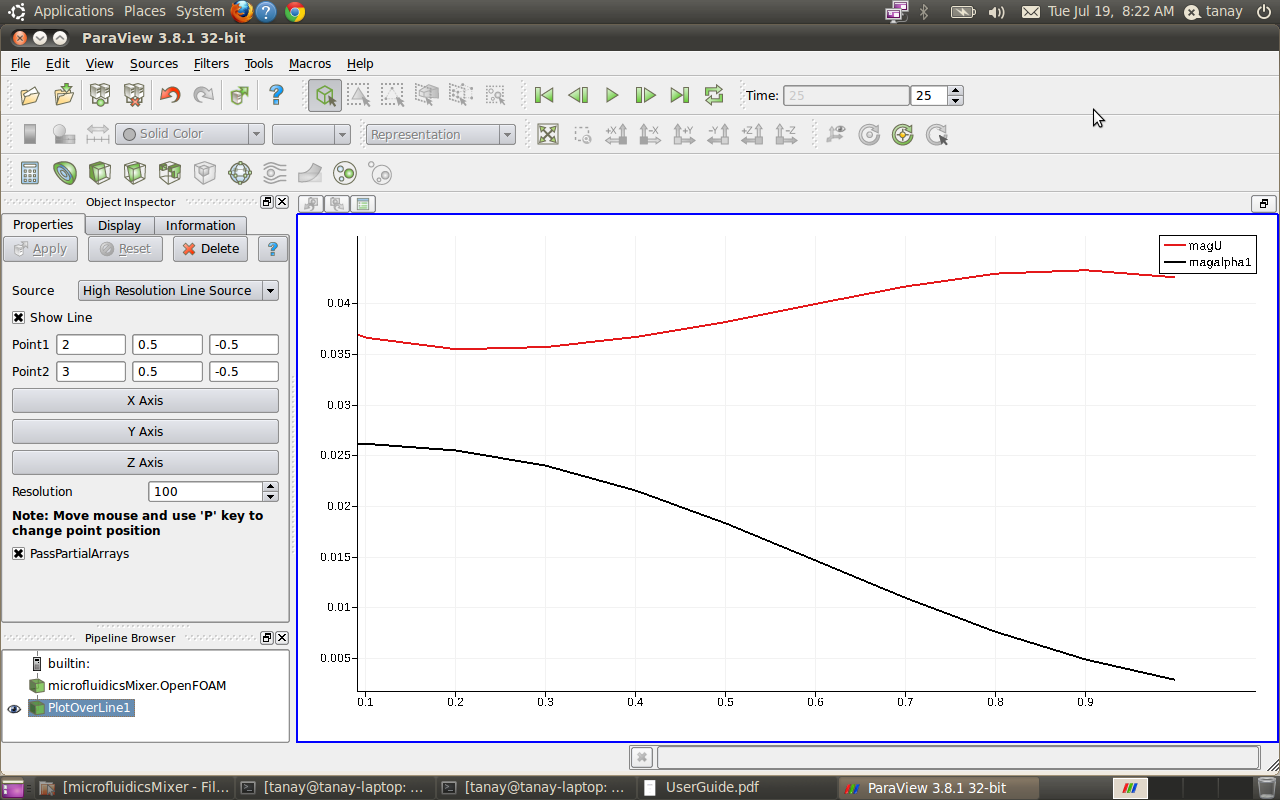 Applications Places System Tue Jul 19, 8:22 AM tanay
ParaView 3.8.1 32-bit
File Edit View Sources Filters Tools Macros Help
Time: 25 25
Solid Color Representation
+X -X +Y -Y +Z -Z
Object Inspector
Properties Display Information
Apply Reset Delete ?
Source High Resolution Line Source
Show Line
Point1 2 0.5 -0.5
Point2 3 0.5 -0.5
X Axis
Y Axis
Z Axis
Resolution 100
Note: Move mouse and use 'P' key to
change point position
PassPartialArrays
Pipeline Browser
builtin:
microfluidicsMixer.OpenFOAM
PlotOverLine1
magU
magalpha1
0.04
0.035
0.03
0.025
0.02
0.015
0.01
0.005
0.1 0.2 0.3 0.4 0.5 0.6 0.7 0.8 0.9
[microfluidicsMixer - Fil... [tanay@tanay-laptop: ... [tanay@tanay-laptop: ... UserGuide.pdf ParaView 3.8.1 32-bit